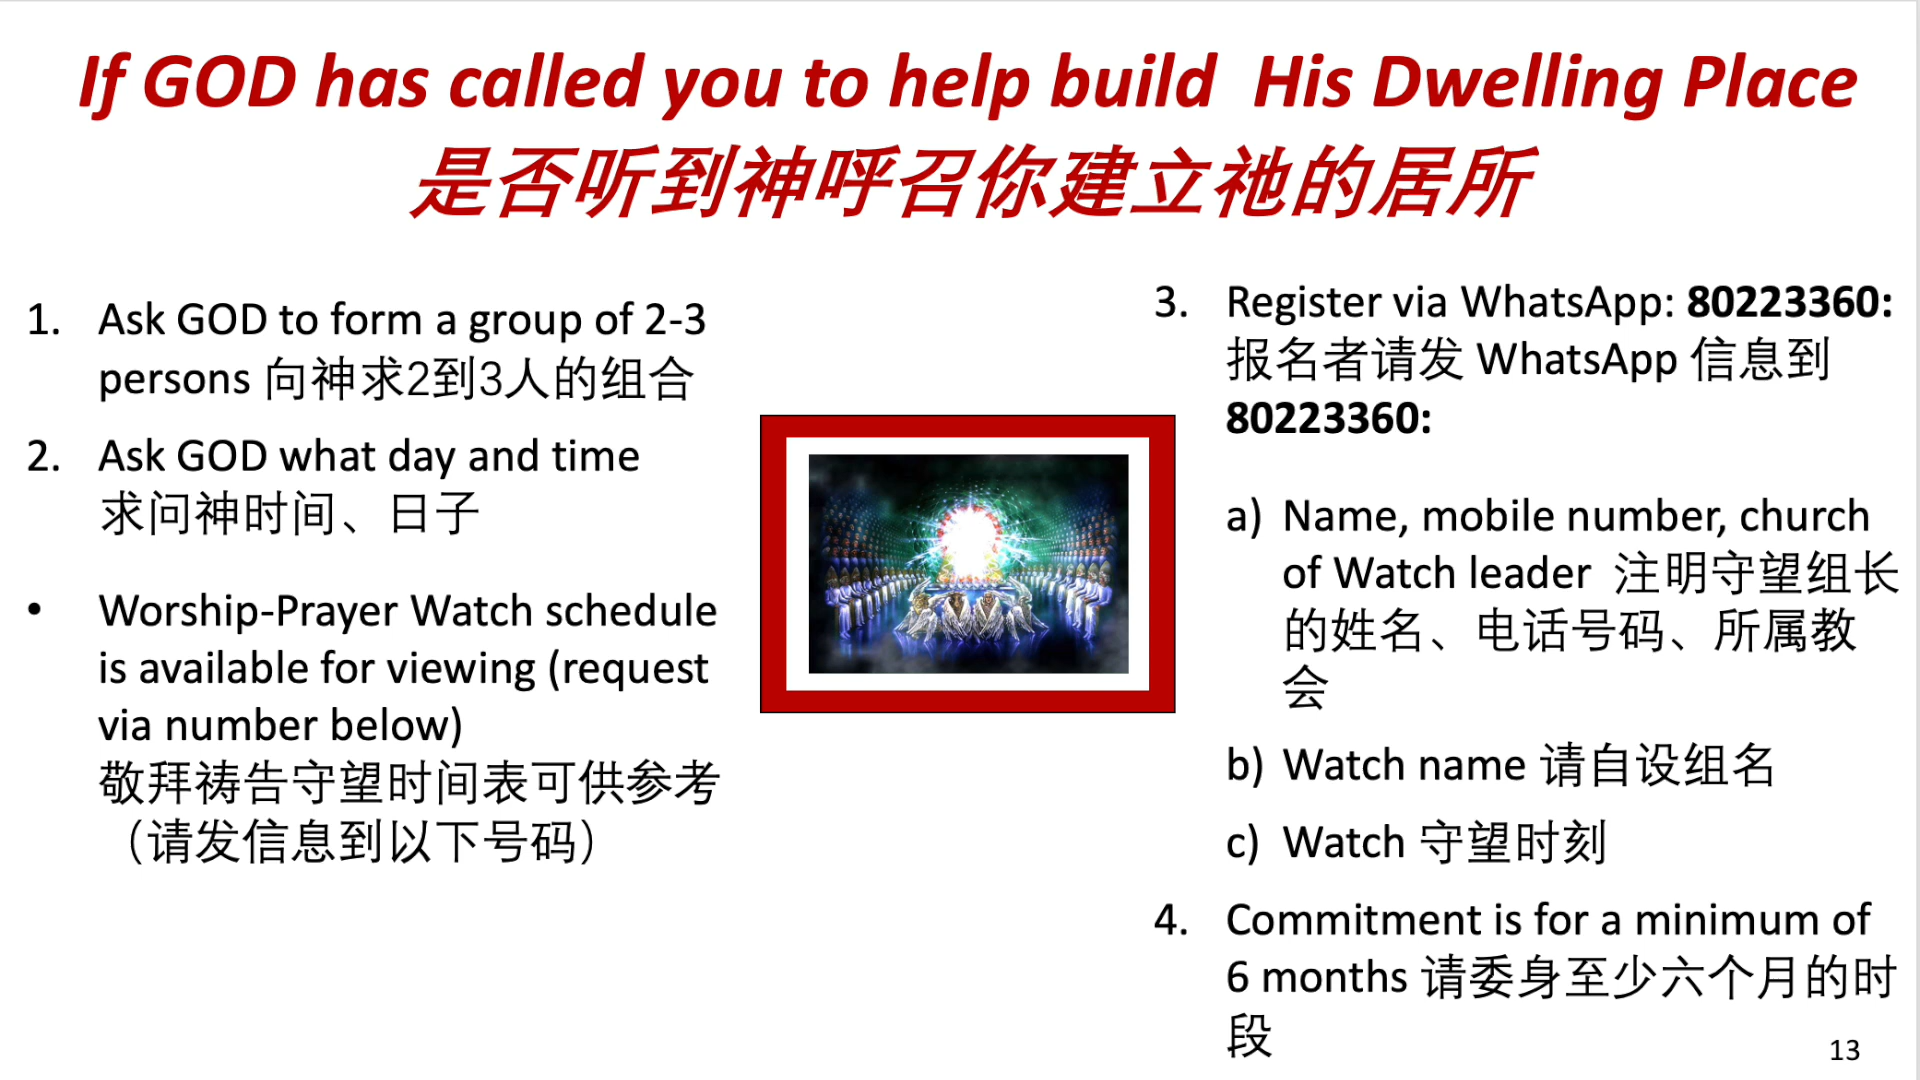 If GOD has called you to help build  His Dwelling Place
是否听到神呼召你建立祂的居所
1. Ask GOD to form a group of 2-3
persons 向神求2到3人的组合
2. Ask GOD what day and time
求问神时间、日子
• Worship-Prayer Watch schedule
is available for viewing (request
via number below)
敬拜祷告守望时间表可供参考
（请发信息到以下号码）
3. Register via WhatsApp: 80223360:
报名者请发 WhatsApp 信息到
80223360:
a) Name, mobile number, church
of Watch leader  注明守望组长
的姓名、电话号码、所属教
会
b) Watch name 请自设组名
c) Watch 守望时刻
4. Commitment is for a minimum of
6 months 请委身至少六个月的时
段
13